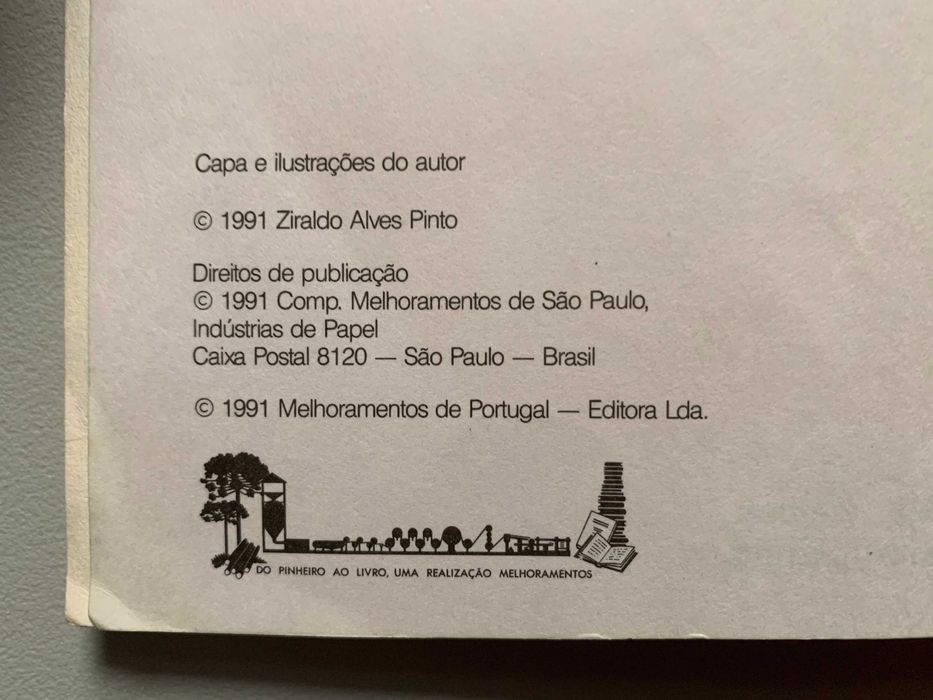 Capa e ilustrações do autor
© 1991 Ziraldo Alves Pinto
Direitos de publicação
© 1991 Comp. Melhoramentos de São Paulo,
Indústrias de Papel
Caixa Postal 8120 — São Paulo — Brasil
© 1991 Melhoramentos de Portugal — Editora Lda.
DO PINHEIRO AO LIVRO, UMA REALIZAÇÃO MELHORAMENTOS